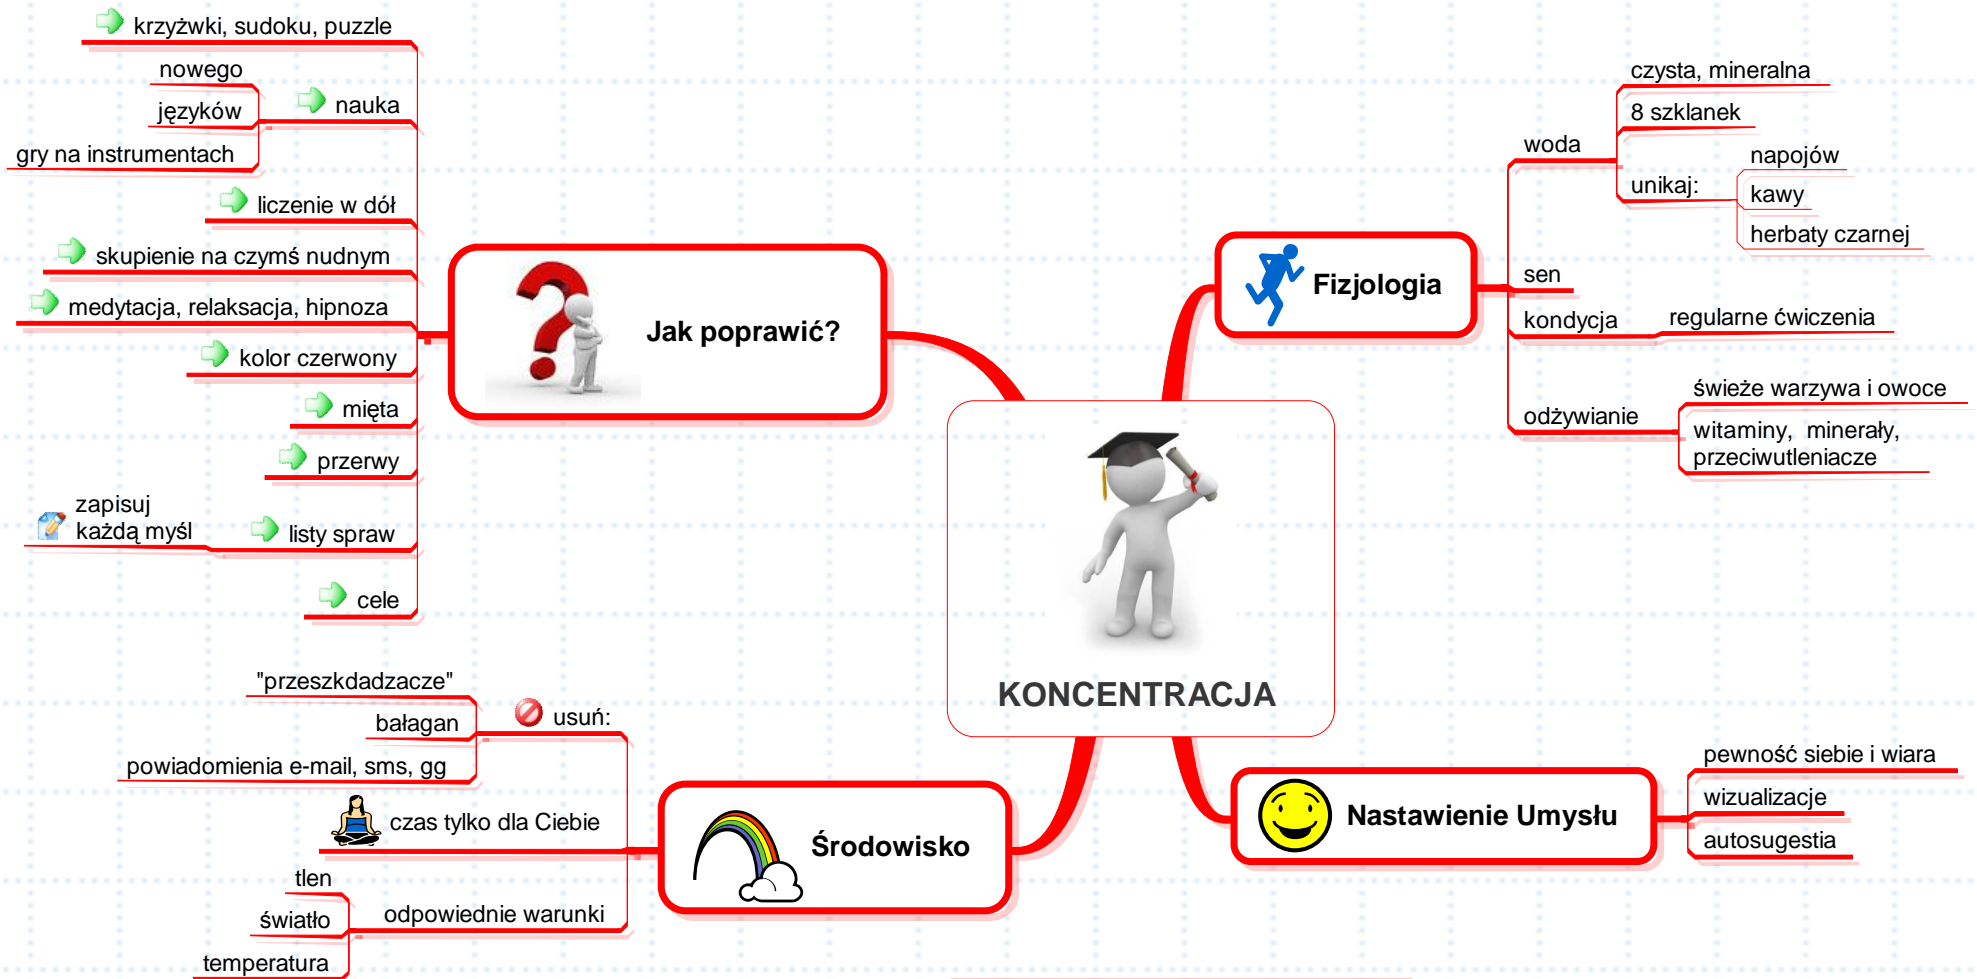 krzyżwki, sudoku, puzzle
nowego
języków
gry na instrumentach
nauka
liczenie w dół
skupienie na czymś nudnym
medytacja, relaksacja, hipnoza
kolor czerwony
mięta
przerwy
zapisuj
każdą myśl
listy spraw
cele
Jak poprawić?
Fizjologia
woda
czysta, mineralna
8 szklanek
unikaj:
napojów
kawy
herbaty czarnej
sen
kondycja
regularne ćwiczenia
odżywianie
świeże warzywa i owoce
witaminy, minerały,
przeciwutleniacze
KONCENTRACJA
"przeszkdadzacze"
bałagan
powiadomienia e-mail, sms, gg
usuń:
czas tylko dla Ciebie
tlen
światło
temperatura
odpowiednie warunki
Środowisko
Nastawienie Umysłu
pewność siebie i wiara
wizualizacje
autosugestia